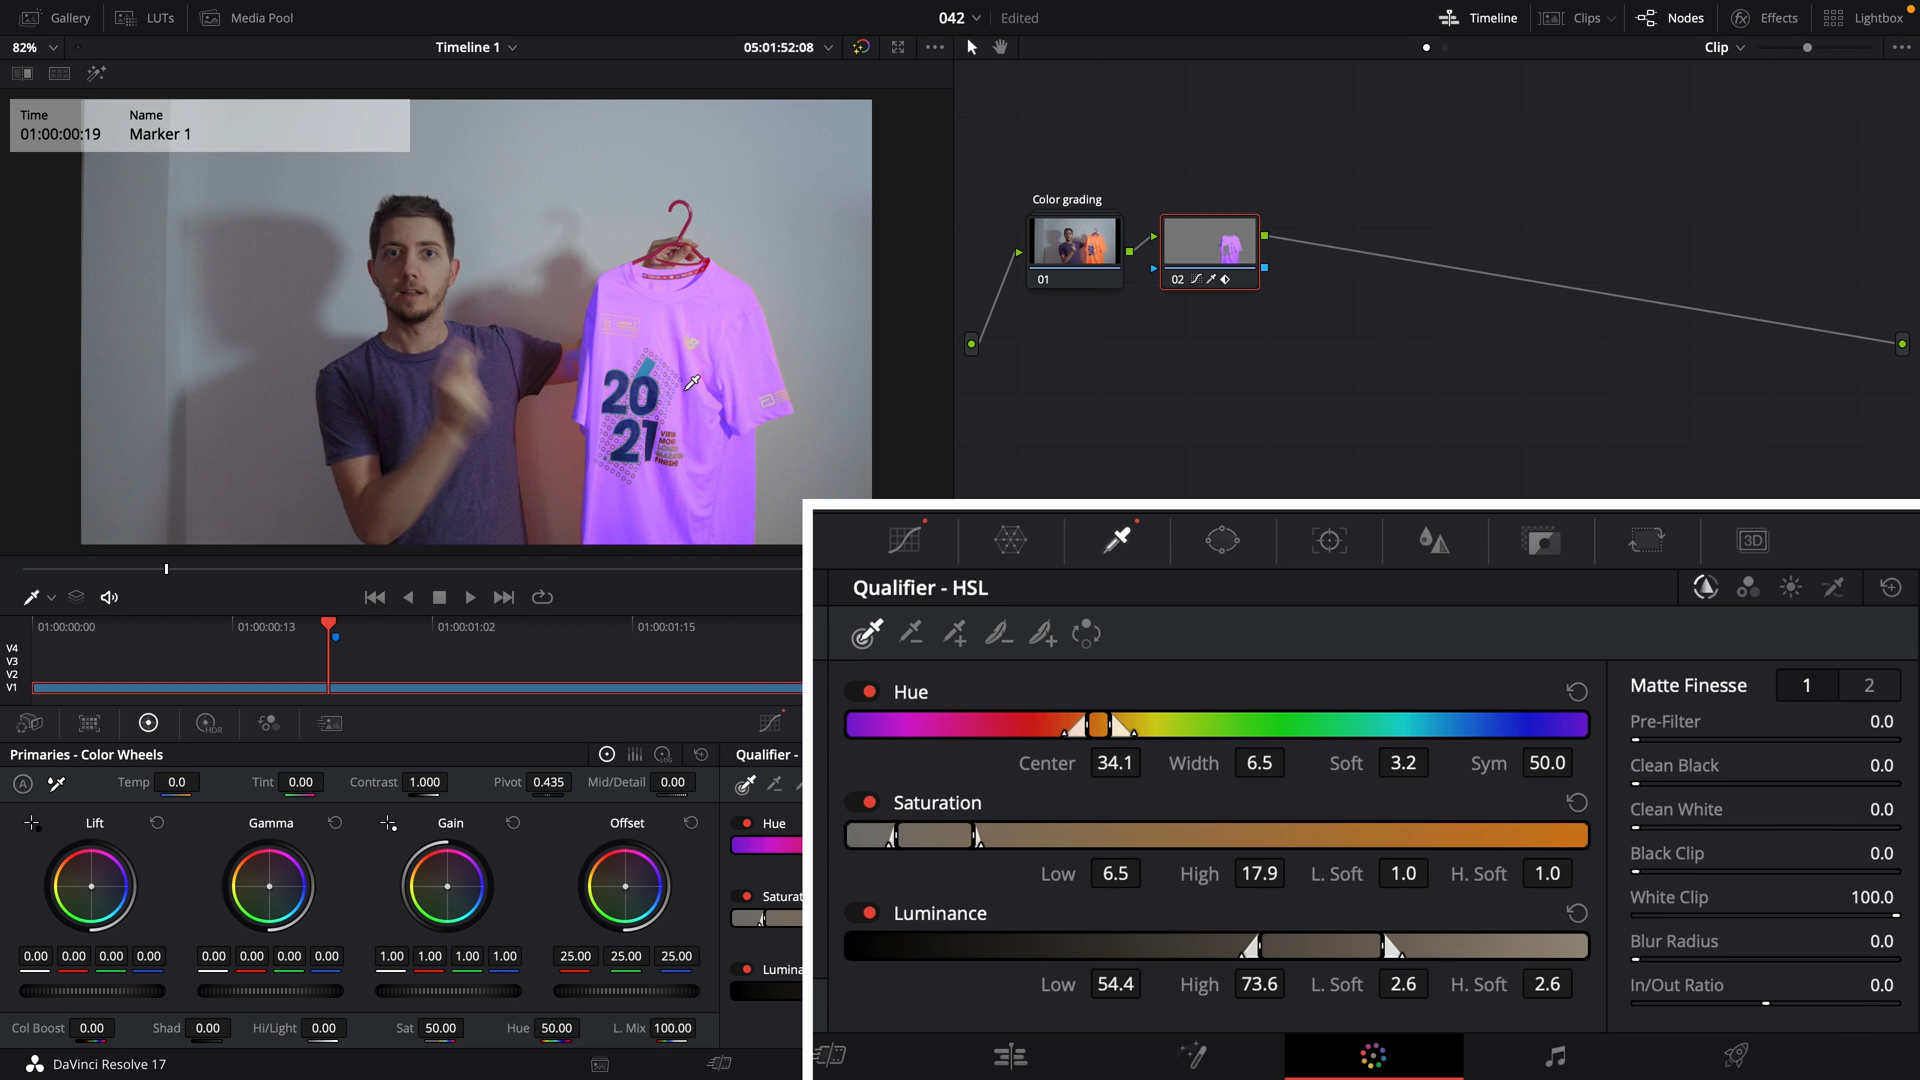 Gallery LUTs Media Pool 042 Edited Timeline Clips Nodes Effects Lightbox
82% Timeline 1 05:01:52:08 Clip
Time Name
01:00:00:19 Marker 1
Color grading
01
02
20
21
01:00:00:00 01:00:00:13 01:00:01:02 01:00:01:15
V4
V3
V2
V1
HDR
Primaries - Color Wheels
LOG
Qualifier -
A
Temp 0.0 Tint 0.00 Contrast 1.000 Pivot 0.435 Mid/Detail 0.00
Lift Gamma Gain Offset
0.00 0.00 0.00 0.00 0.00 0.00 0.00 0.00 1.00 1.00 1.00 1.00 25.00 25.00 25.00
Col Boost 0.00 Shad 0.00 Hi/Light 0.00 Sat 50.00 Hue 50.00 L. Mix 100.00
Hue
Saturat
Lumina
DaVinci Resolve 17
3D
Qualifier - HSL
Hue
Center 34.1 Width 6.5 Soft 3.2 Sym 50.0
Saturation
Low 6.5 High 17.9 L. Soft 1.0 H. Soft 1.0
Luminance
Low 54.4 High 73.6 L. Soft 2.6 H. Soft 2.6
Matte Finesse 1 2
Pre-Filter 0.0
Clean Black 0.0
Clean White 0.0
Black Clip 0.0
White Clip 100.0
Blur Radius 0.0
In/Out Ratio 0.0